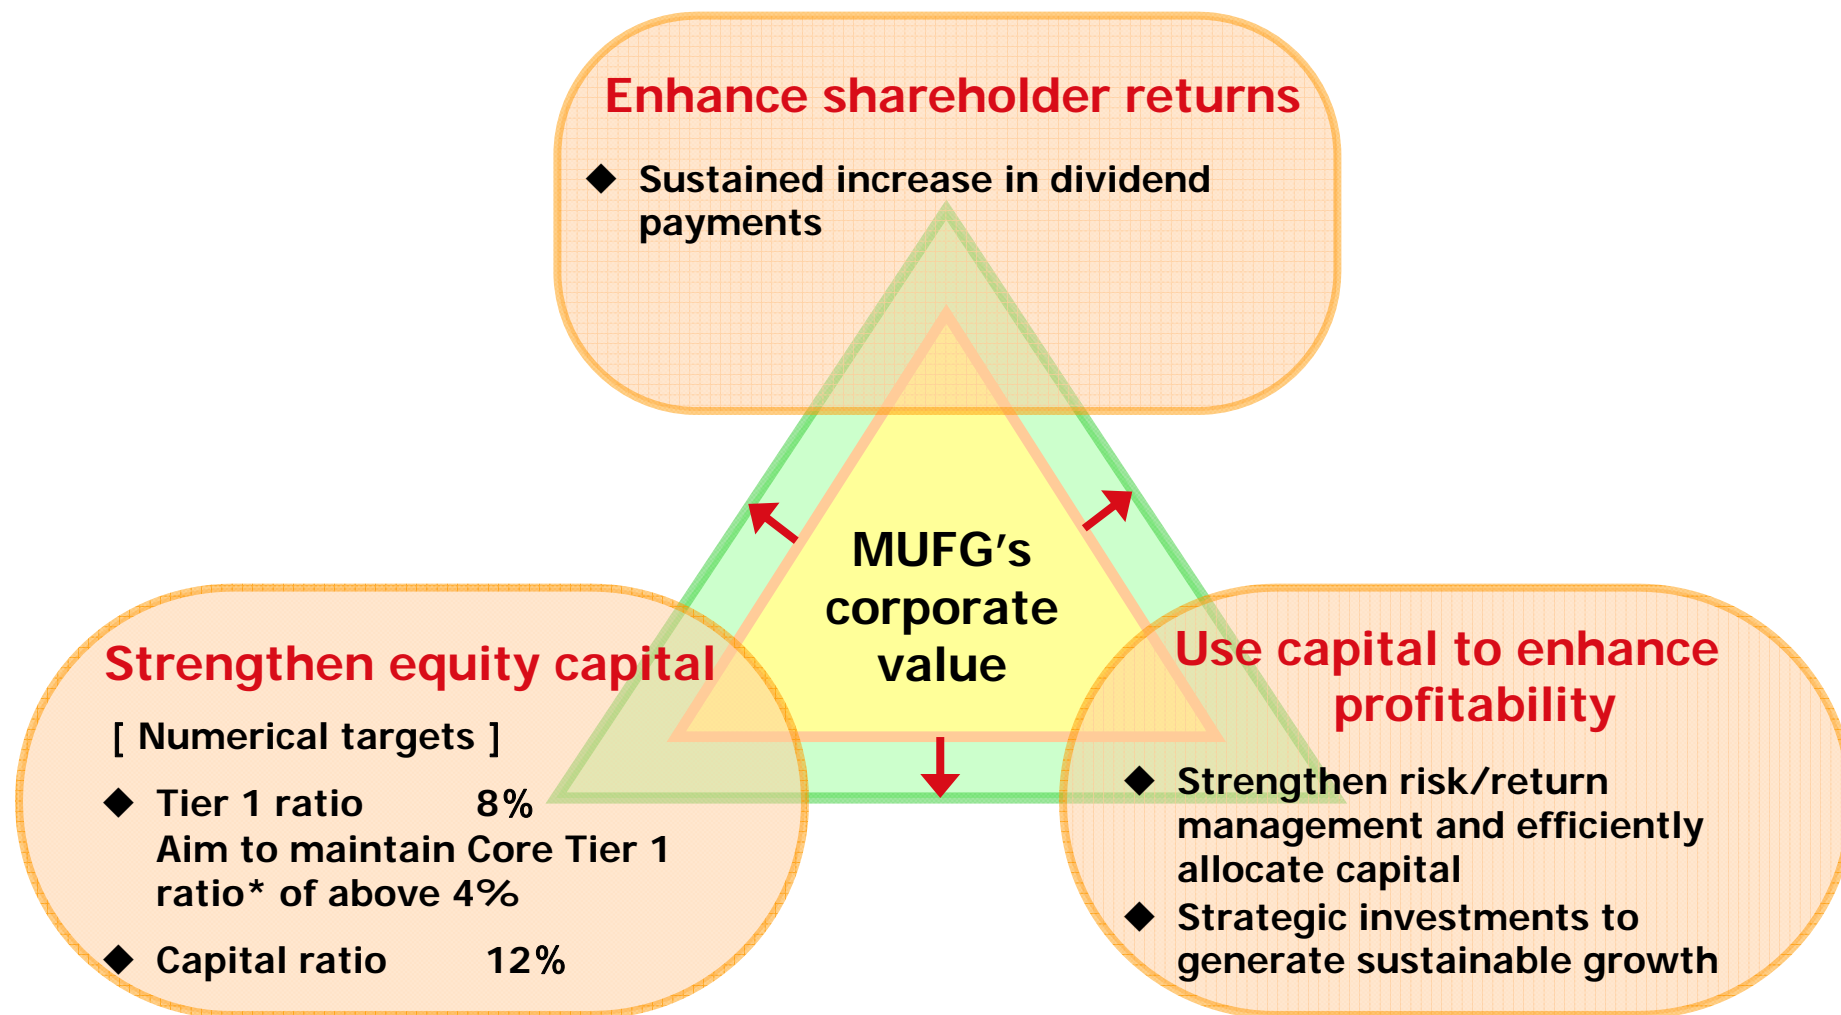 Enhance shareholder returns
◆ Sustained increase in dividend
payments
MUFG's
corporate
value
Strengthen equity capital
[ Numerical targets ]
◆ Tier 1 ratio 8%
Aim to maintain Core Tier 1
ratio* of above 4%
◆ Capital ratio 12%
Use capital to enhance
profitability
◆ Strengthen risk/return
management and efficiently
allocate capital
◆ Strategic investments to
generate sustainable growth